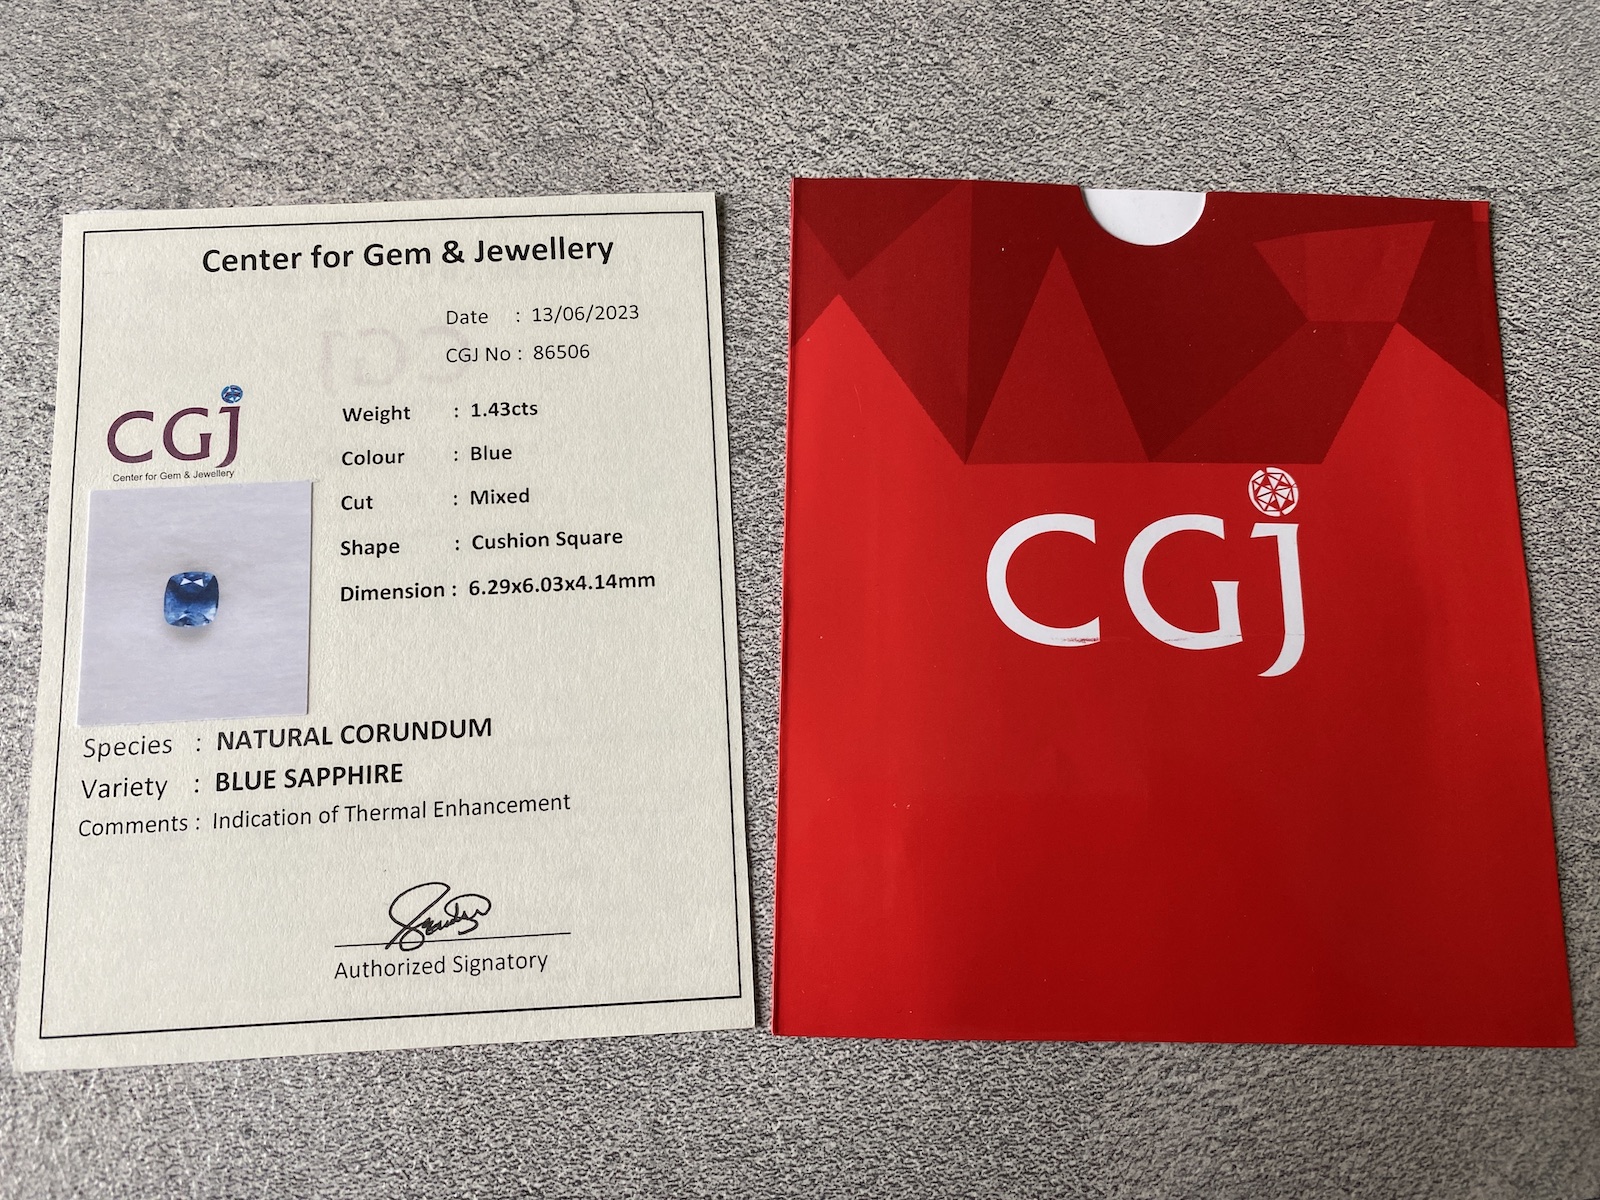 Center for Gem & Jewellery
Date : 13/06/2023
CGJ No : 86506
CGJ
Center for Gem & Jewellery
Weight : 1.43cts
Colour : Blue
Cut : Mixed
Shape : Cushion Square
Dimension : 6.29x6.03x4.14mm
Species : NATURAL CORUNDUM
Variety : BLUE SAPPHIRE
Comments : Indication of Thermal Enhancement
Authorized Signatory
CGJ